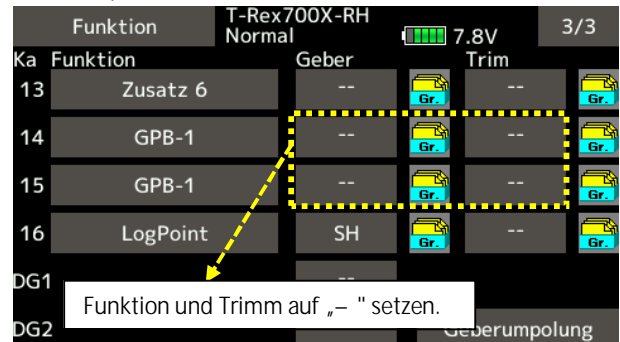 Funktion T-Rex700X-RH 3/3
Normal 7.8V
Ka Funktion Geber Trim
13 Zusatz 6 -- Gr. -- Gr.
14 GPB-1 -- Gr. -- Gr.
15 GPB-1 -- Gr. -- Gr.
16 LogPoint SH Gr. -- Gr.
DG1 --
Funktion und Trimm auf „– " setzen.
DG2 Geberumpolung